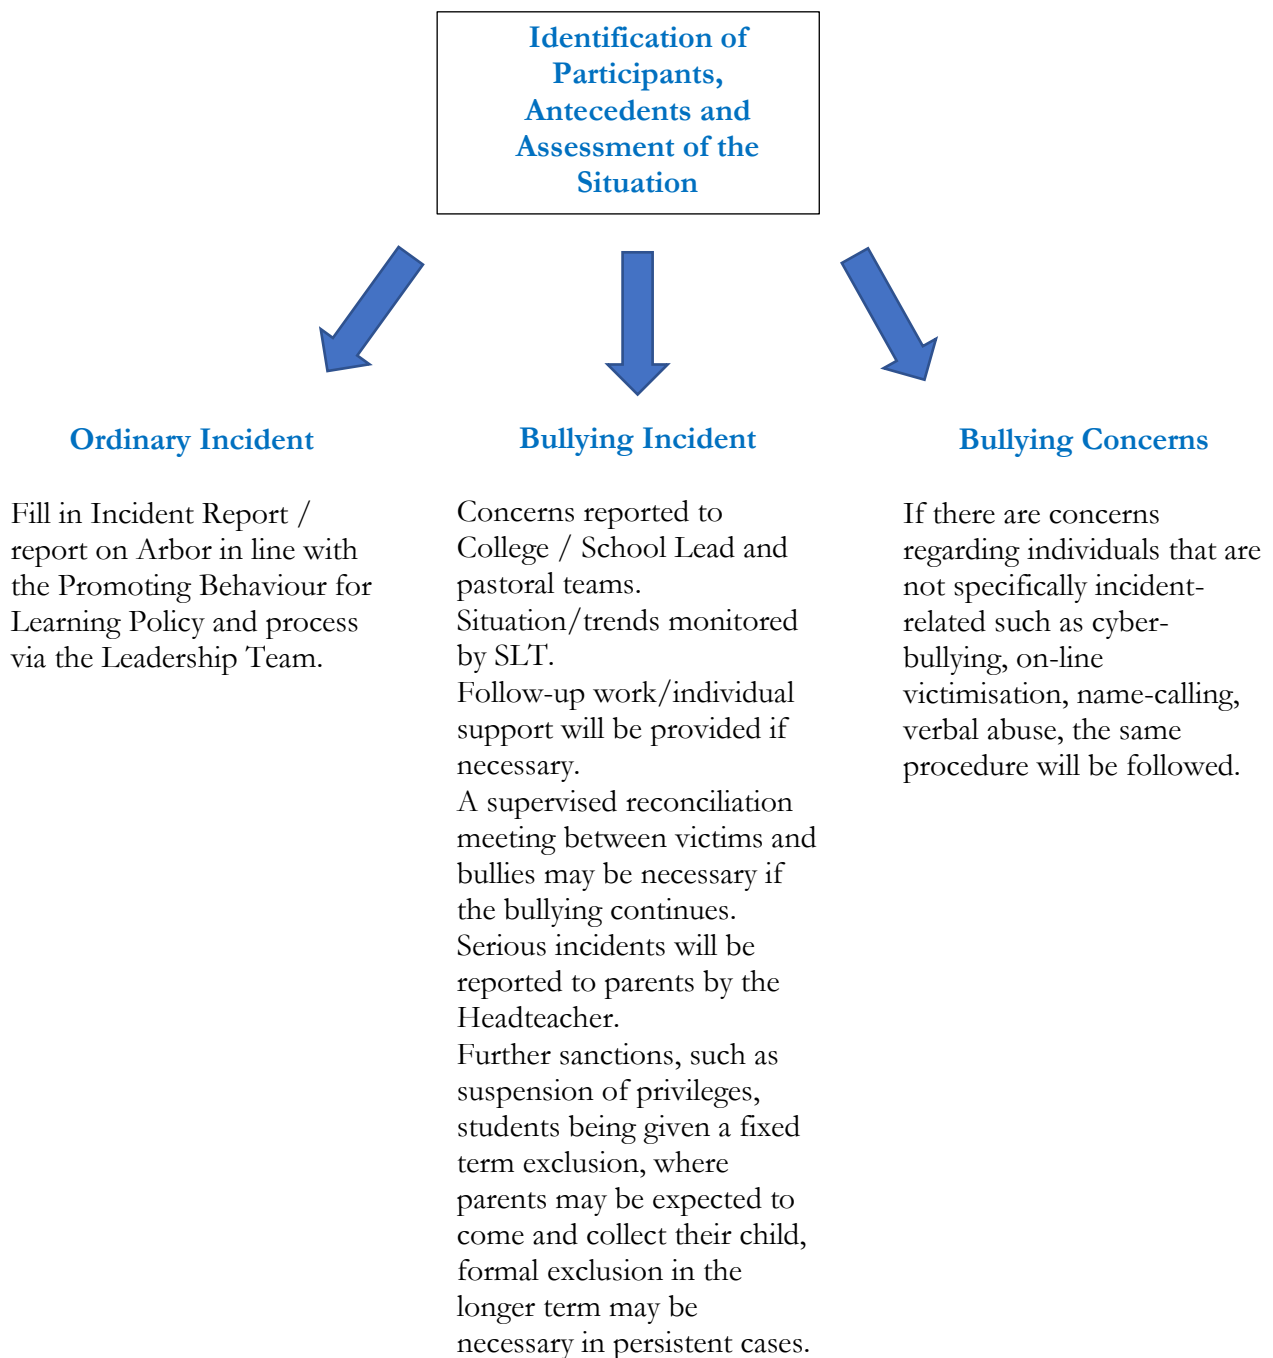 Identification of
Participants,
Antecedents and
Assessment of the
Situation
Ordinary Incident
Fill in Incident Report /
report on Arbor in line with
the Promoting Behaviour for
Learning Policy and process
via the Leadership Team.
Bullying Incident
Concerns reported to
College / School Lead and
pastoral teams.
Situation/trends monitored
by SLT.
Follow-up work/individual
support will be provided if
necessary.
A supervised reconciliation
meeting between victims and
bullies may be necessary if
the bullying continues.
Serious incidents will be
reported to parents by the
Headteacher.
Further sanctions, such as
suspension of privileges,
students being given a fixed
term exclusion, where
parents may be expected to
come and collect their child,
formal exclusion in the
longer term may be
necessary in persistent cases.
Bullying Concerns
If there are concerns
regarding individuals that are
not specifically incident-
related such as cyber-
bullying, on-line
victimisation, name-calling,
verbal abuse, the same
procedure will be followed.